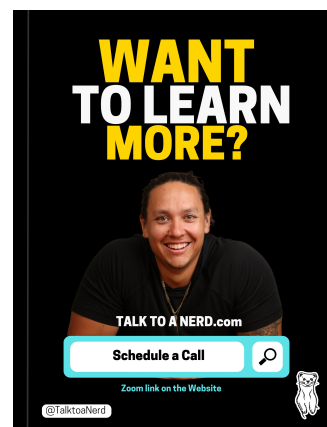 WANT
TO LEARN
MORE?
TALK TO A NERD.com
Schedule a Call
Zoom link on the Website
@TalktoaNerd